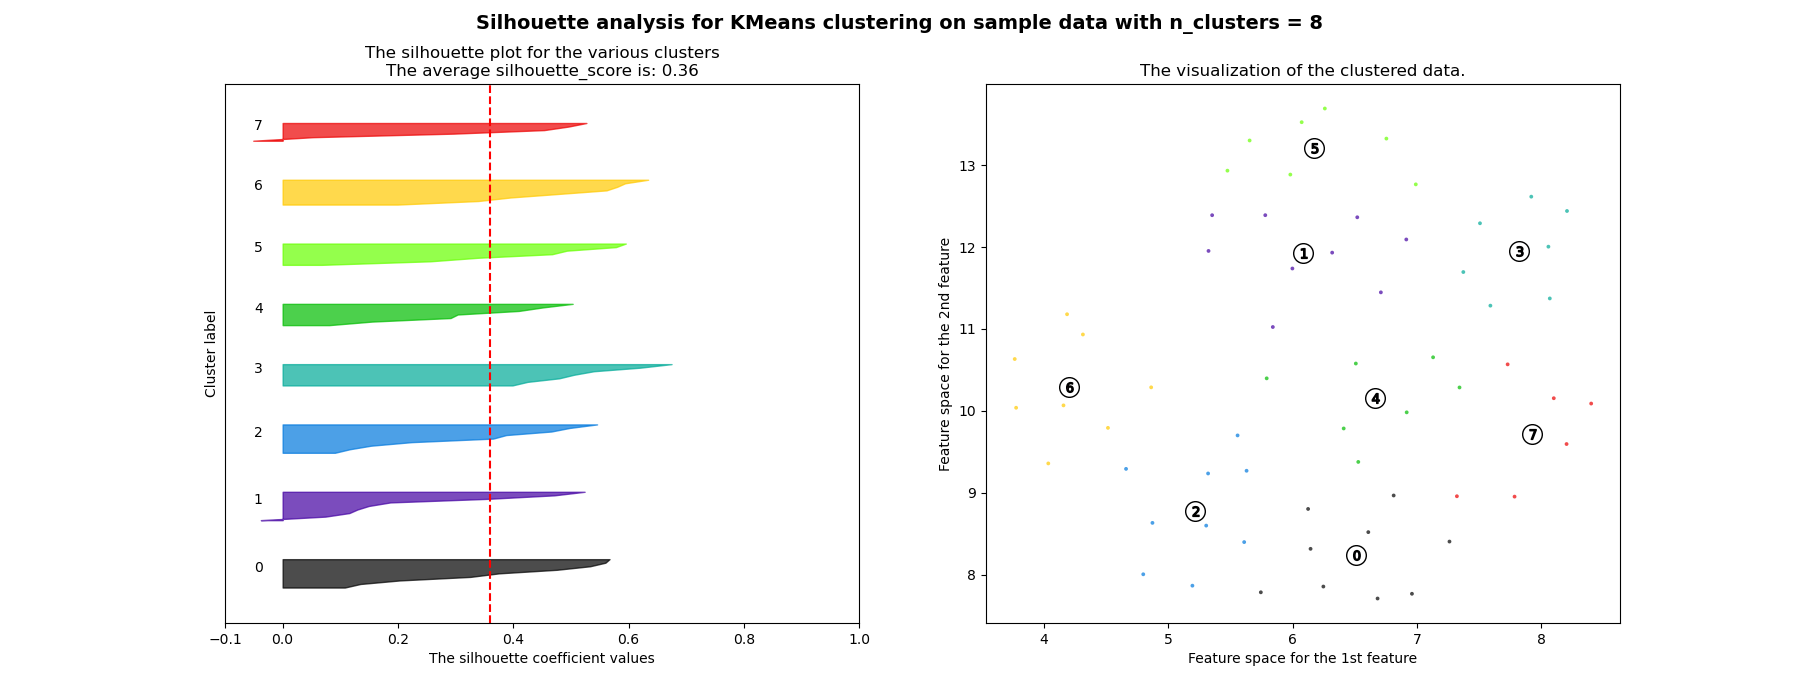 Silhouette analysis for KMeans clustering on sample data with n_clusters = 8
The silhouette plot for the various clusters
The average silhouette_score is: 0.36
7
6
5
4
3
2
1
0
Cluster label
−0.1 0.0 0.2 0.4 0.6 0.8 1.0
The silhouette coefficient values
The visualization of the clustered data.
13
12
11
10
9
8
Feature space for the 2nd feature
5
1
3
6
4
7
2
0
4 5 6 7 8
Feature space for the 1st feature